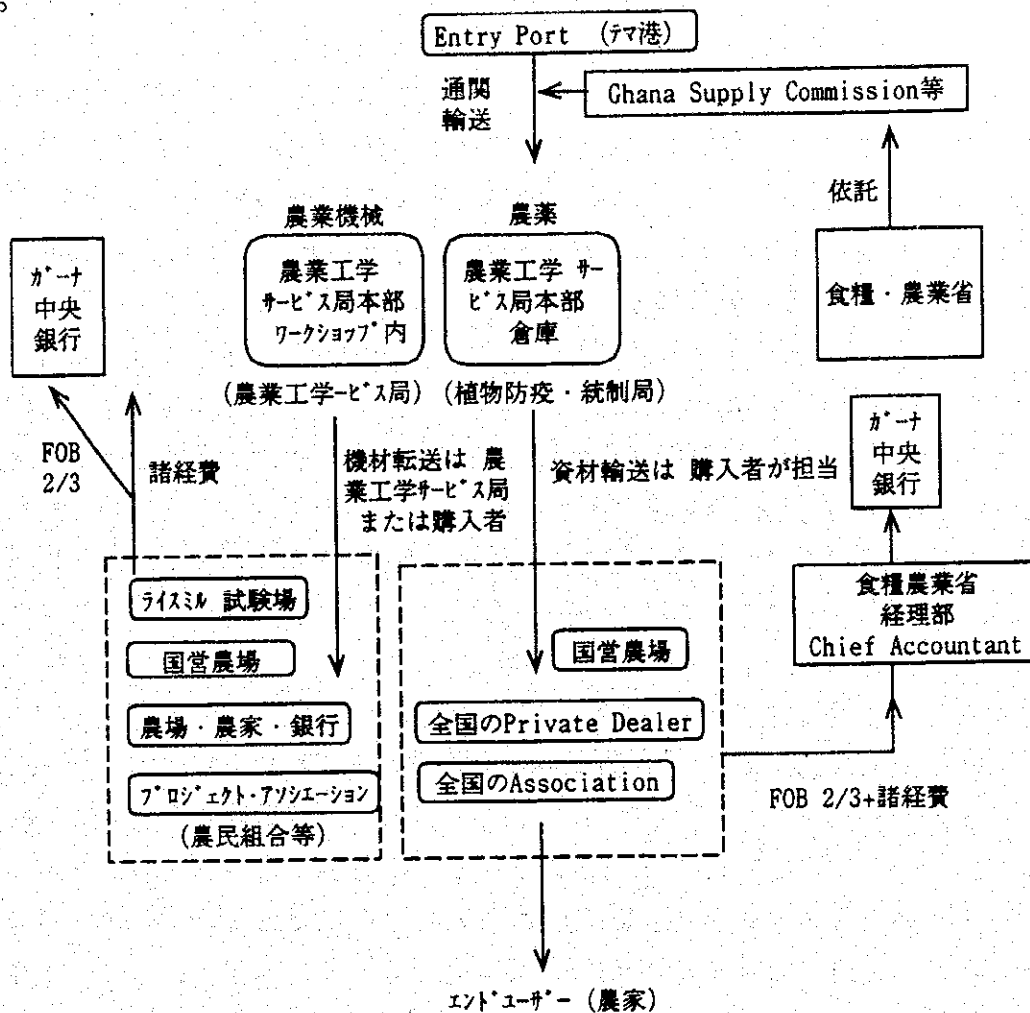 Entry Port (ﾃﾏ港)
通関
輸送
Ghana Supply Commission等
依託
農業機械
農薬
ｶﾞｰﾅ
中央
銀行
農業工学
ｻｰﾋﾞｽ局本部
ﾜｰｸｼｮｯﾌﾟ内
農業工学 ｻｰ
ﾋﾞｽ局本部
倉庫
食糧・農業省
(農業工学ｰﾋﾞｽ局)
(植物防疫・統制局)
ｶﾞｰﾅ
中央
銀行
FOB
2/3
諸経費
機材転送は 農
業工学ｻｰﾋﾞｽ局
または購入者
資材輸送は 購入者が担当
食糧農業省
経理部
Chief Accountant
ﾗｲｽﾐﾙ 試験場
国営農場
農場・農家・銀行
ﾌﾟﾛｼﾞｪｸﾄ・ｱｿｼｴｰｼｮﾝ
(農民組合等)
国営農場
全国のPrivate Dealer
全国のAssociation
FOB 2/3+諸経費
ｴﾝﾄﾞﾕｰｻﾞｰ (農家)